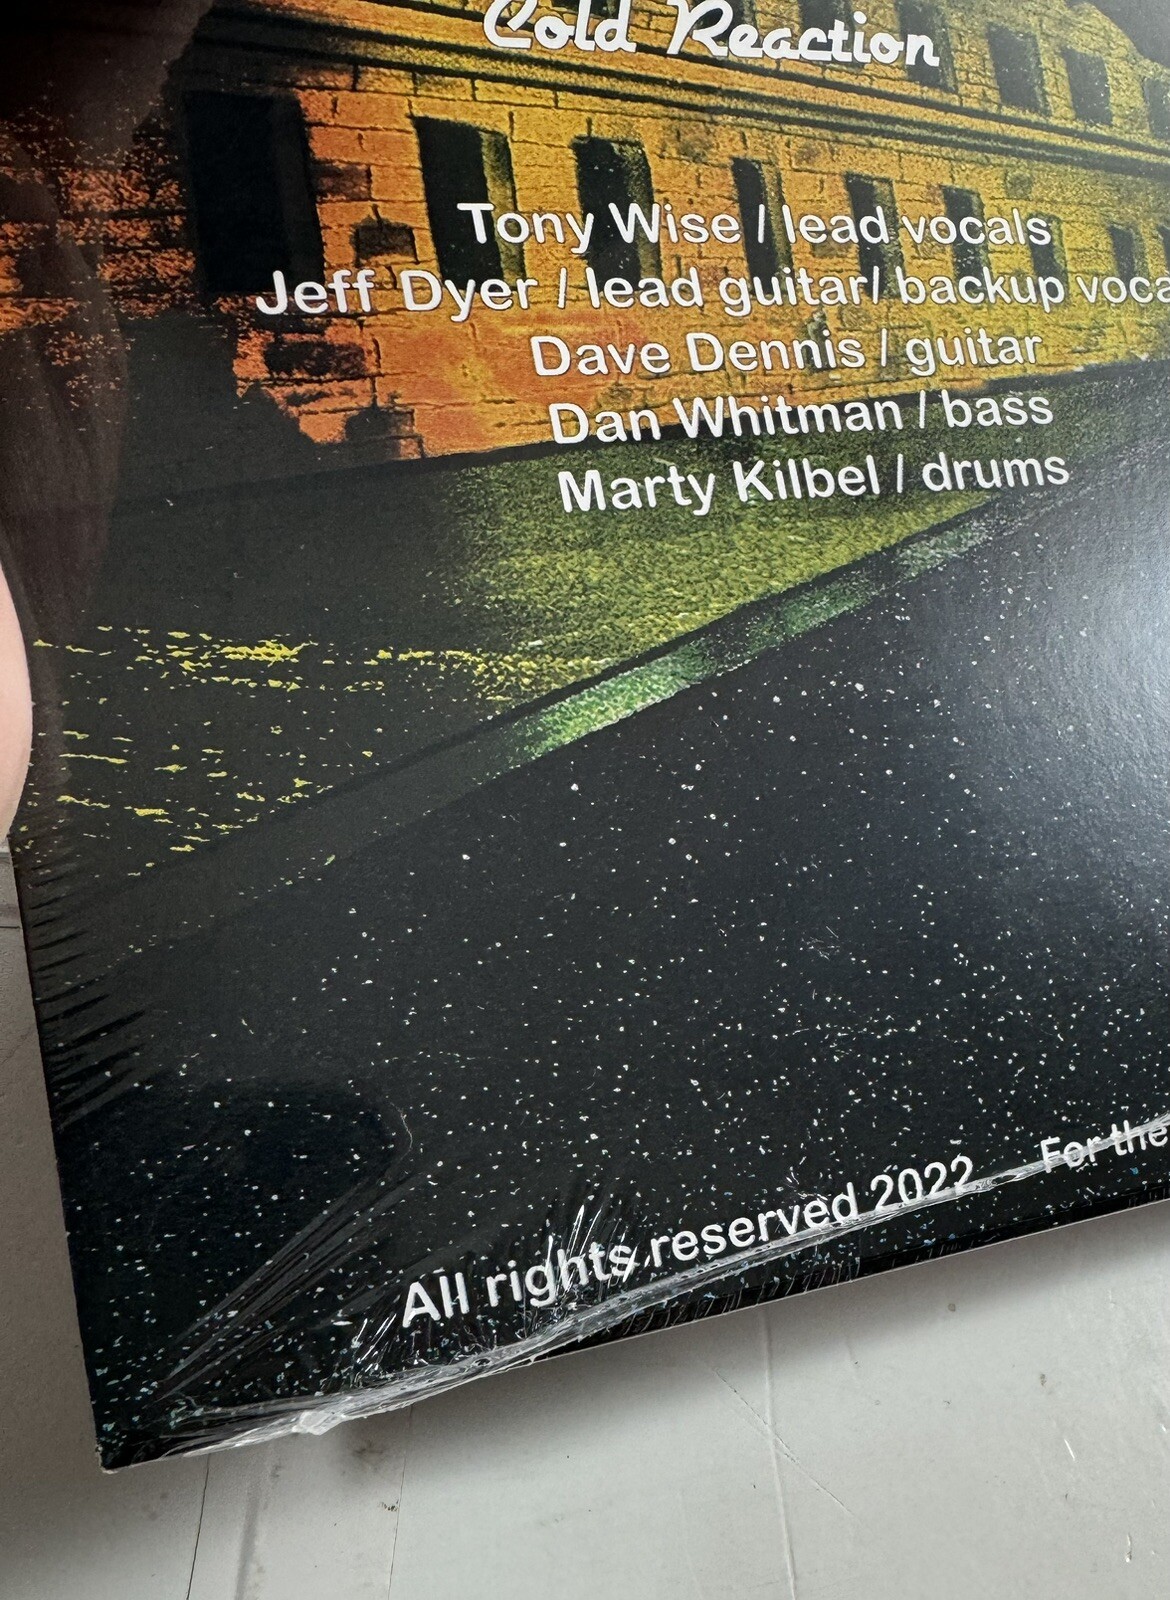 Cold Reaction
Tony Wise / lead vocals
Jeff Dyer / lead guitar/ backup voca
Dave Dennis / guitar
Dan Whitman / bass
Marty Kilbel / drums
All rights reserved 2022 For the